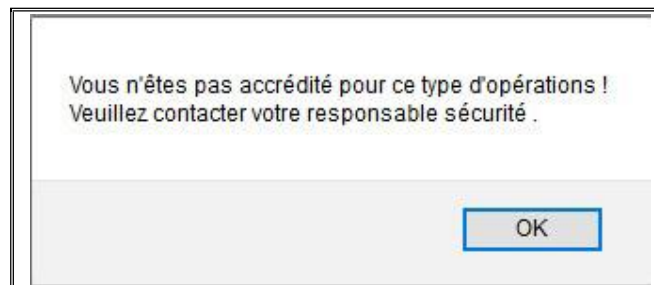 Vous n'êtes pas accrédité pour ce type d'opérations !
Veuillez contacter votre responsable sécurité .
OK